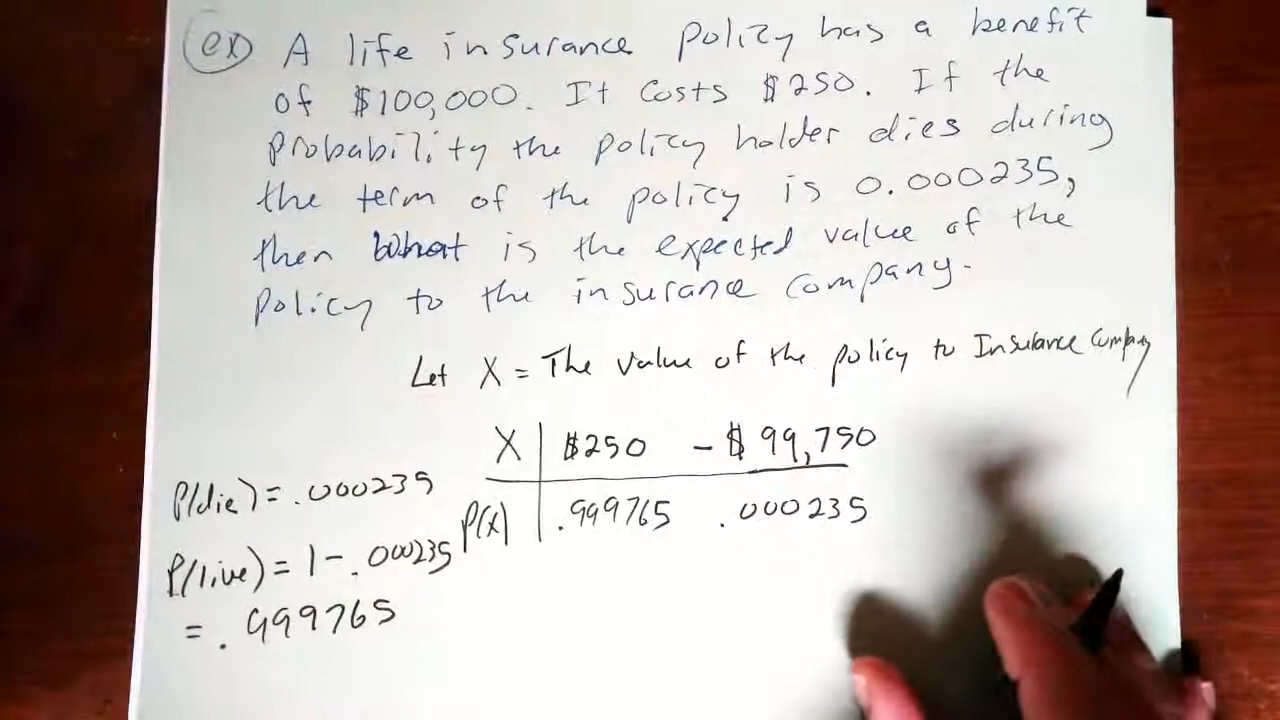 ex A life insurance policy has a benefit
of $100,000. It costs $250. If the
probability the policy holder dies during
the term of the policy is 0.000235,
then what is the expected value of the
policy to the insurance company.
Let X = The value of the policy to Insurance Company
X $250 -$99,750
P(x) .999765 .000235
P(die) = .000235
P(live) = 1 - .000235
= .999765